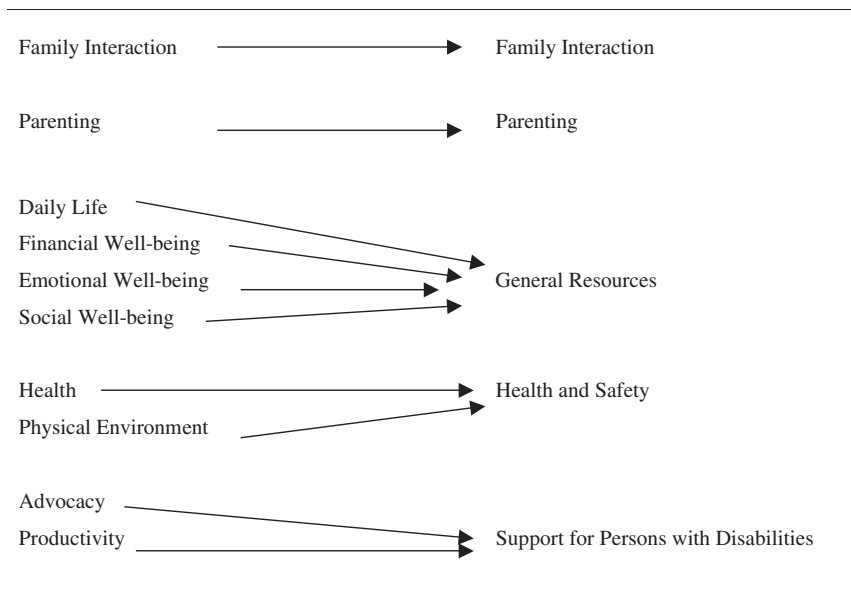 Family Interaction Family Interaction
Parenting Parenting
Daily Life
Financial Well-being
Emotional Well-being General Resources
Social Well-being
Health Health and Safety
Physical Environment
Advocacy
Productivity Support for Persons with Disabilities